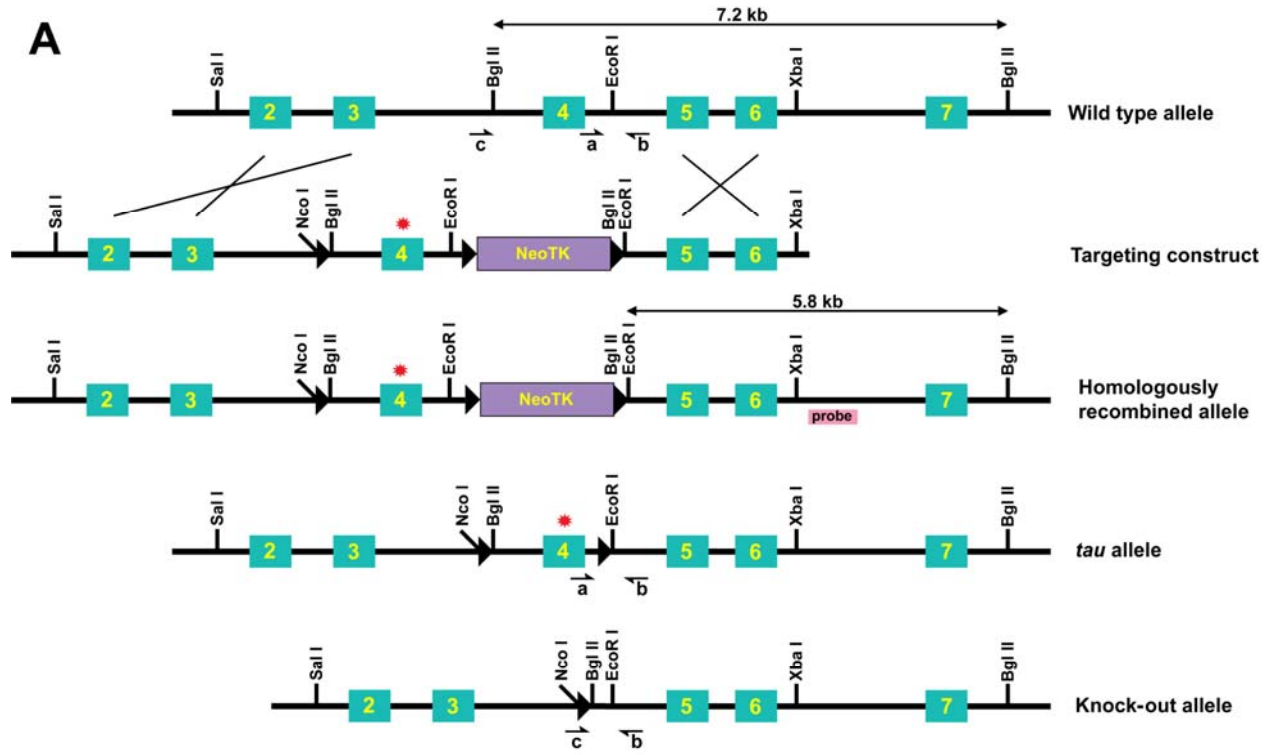 A
7.2 kb
Sal I
Bgl II
EcoR I
Xba I
Bgl II
2 3 4 5 6 7
Wild type allele
c a b
Sal I
Nco I
Bgl II
EcoR I
Bgl II
EcoR I
Xba I
2 3 4 NeoTK 5 6
Targeting construct
5.8 kb
Sal I
Nco I
Bgl II
EcoR I
Bgl II
EcoR I
Xba I
Bgl II
2 3 4 NeoTK 5 6 7
probe
Homologously
recombined allele
Sal I
Nco I
Bgl II
EcoR I
Xba I
Bgl II
2 3 4 5 6 7
tau allele
a b
Sal I
Nco I
Bgl II
EcoR I
Xba I
Bgl II
2 3 5 6 7
Knock-out allele
c b